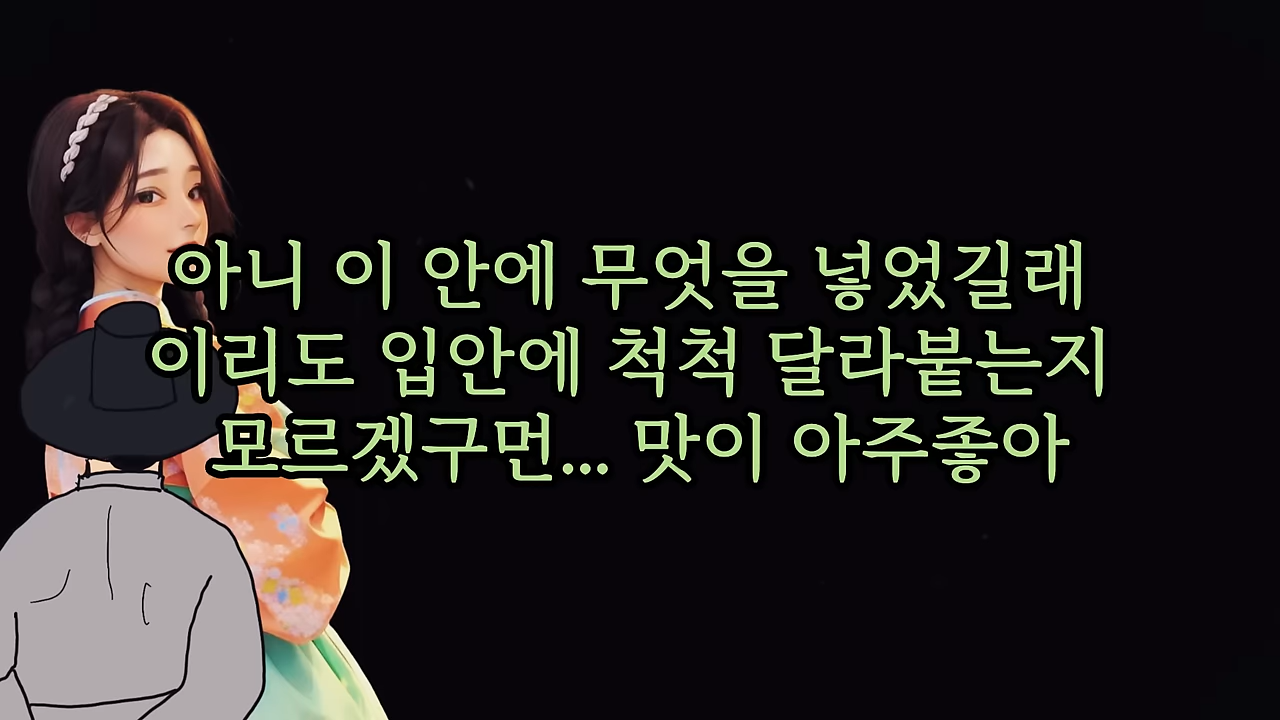 아니 이 안에 무엇을 넣었길래
이리도 입안에 척척 달라붙는지
모르겠구먼... 맛이 아주좋아